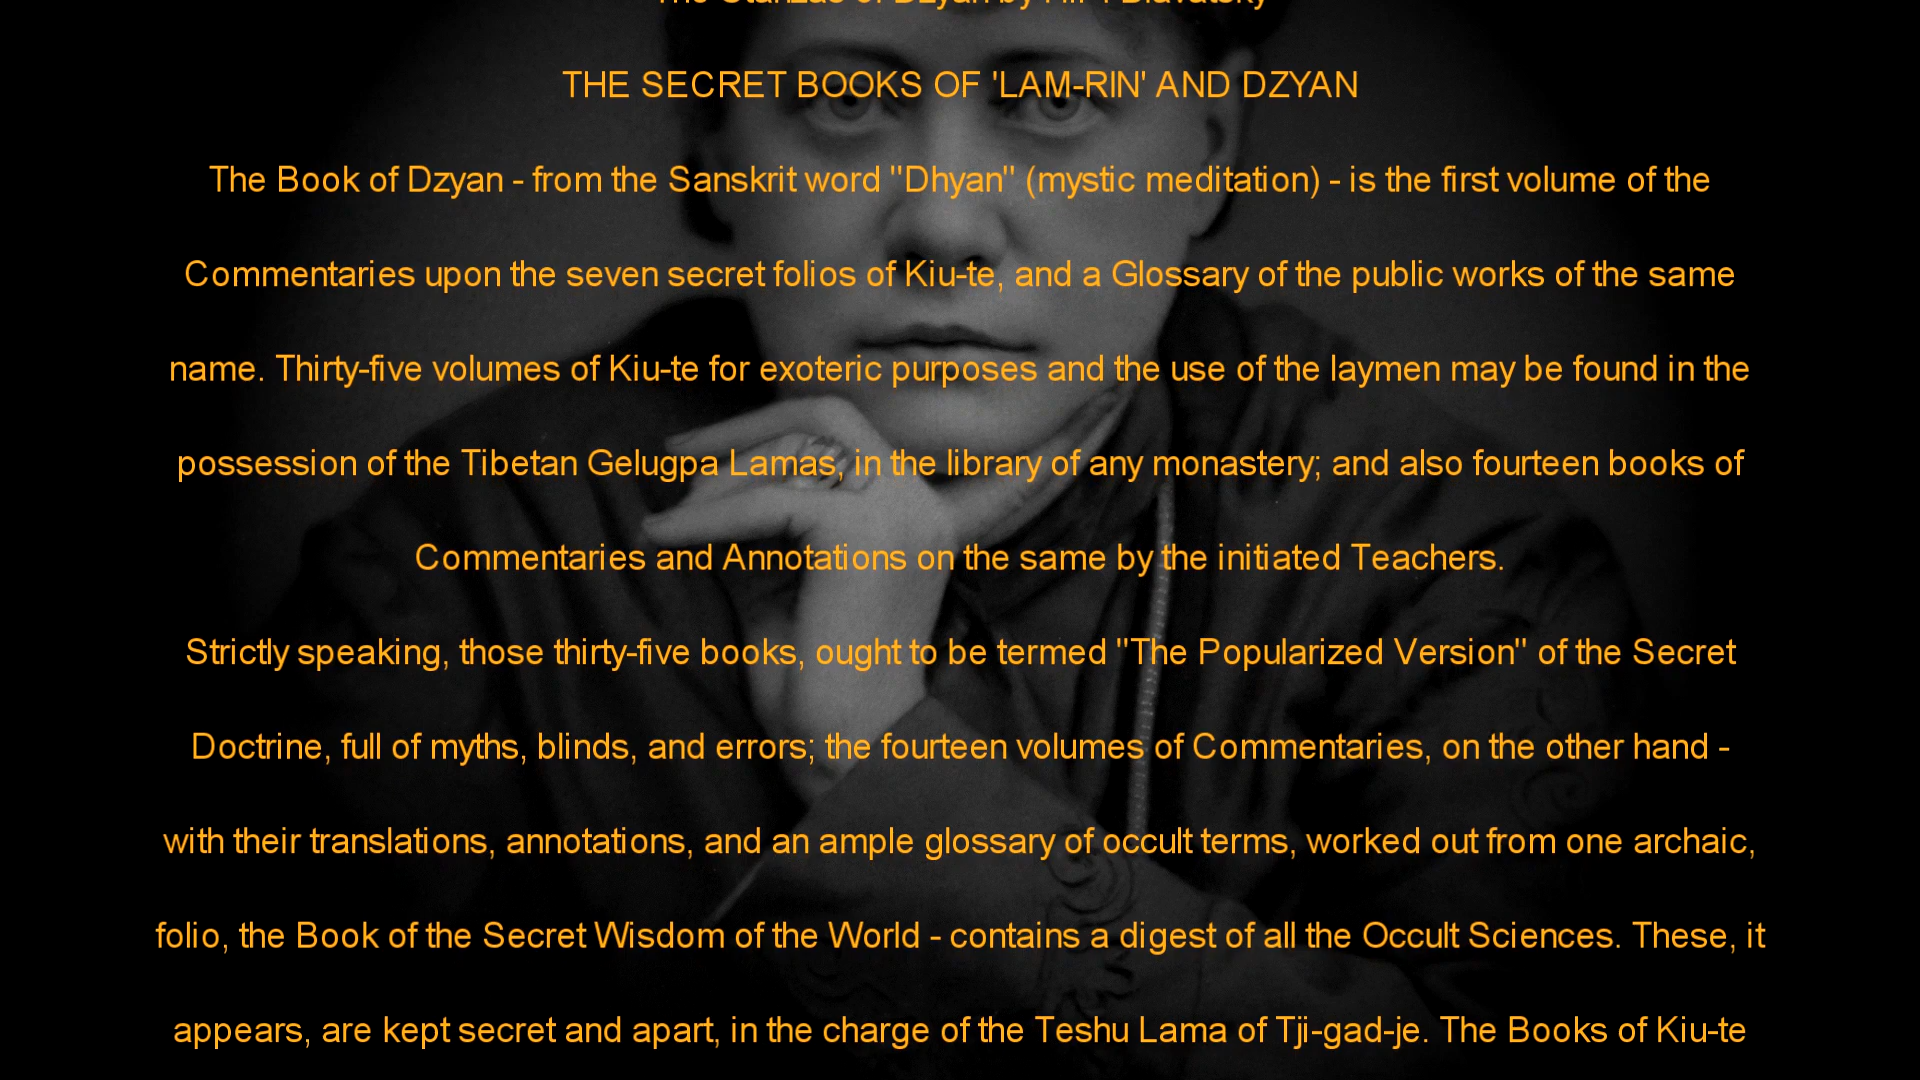 The Stanzas of Dzyan by H.P. Blavatsky
THE SECRET BOOKS OF 'LAM-RIN' AND DZYAN
The Book of Dzyan - from the Sanskrit word "Dhyan" (mystic meditation) - is the first volume of the
Commentaries upon the seven secret folios of Kiu-te, and a Glossary of the public works of the same
name. Thirty-five volumes of Kiu-te for exoteric purposes and the use of the laymen may be found in the
possession of the Tibetan Gelugpa Lamas, in the library of any monastery; and also fourteen books of
Commentaries and Annotations on the same by the initiated Teachers.
Strictly speaking, those thirty-five books, ought to be termed "The Popularized Version" of the Secret
Doctrine, full of myths, blinds, and errors; the fourteen volumes of Commentaries, on the other hand -
with their translations, annotations, and an ample glossary of occult terms, worked out from one archaic,
folio, the Book of the Secret Wisdom of the World - contains a digest of all the Occult Sciences. These, it
appears, are kept secret and apart, in the charge of the Teshu Lama of Tji-gad-je. The Books of Kiu-te